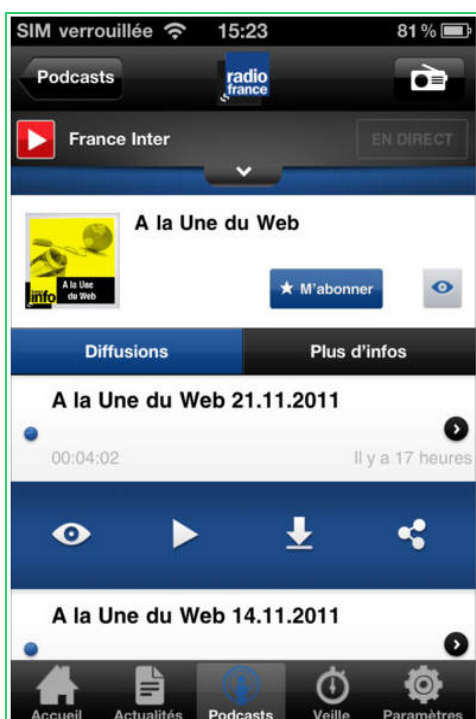 SIM verrouillée 15:23 81 %
Podcasts radio france
France Inter EN DIRECT
A la Une du Web
A la Une du Web
info
M'abonner
Diffusions Plus d'infos
A la Une du Web 21.11.2011
00:04:02 Il y a 17 heures
A la Une du Web 14.11.2011
Accueil Actualités Podcasts Veille Paramètres